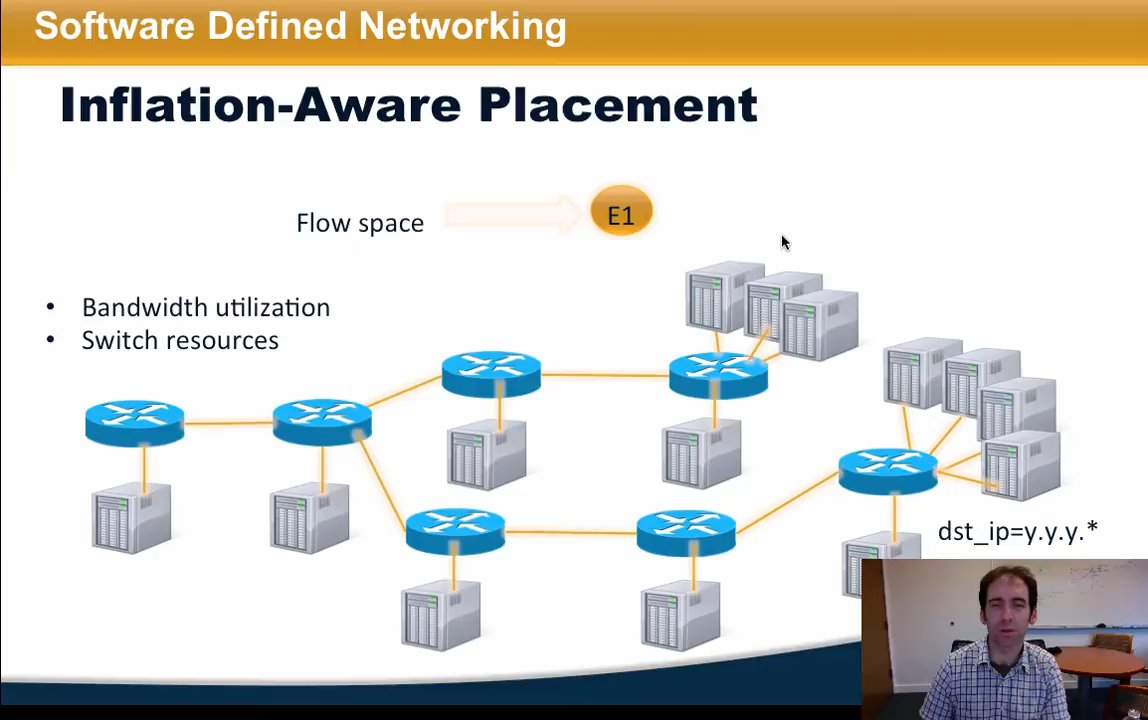 Software Defined Networking
Inflation-Aware Placement
Flow space
E1
• Bandwidth utilization
• Switch resources
dst_ip=y.y.y.*